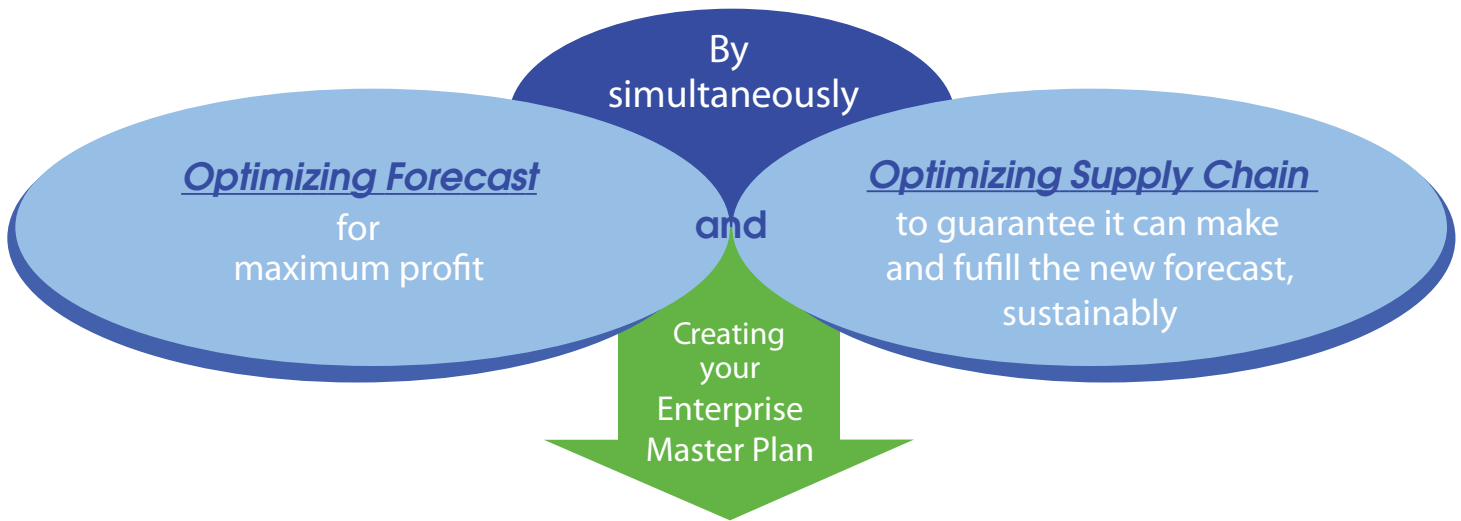 By
simultaneously
Optimizing Forecast
for
maximum profit
and
Optimizing Supply Chain
to guarantee it can make
and fufill the new forecast,
sustainably
Creating
your
Enterprise
Master Plan